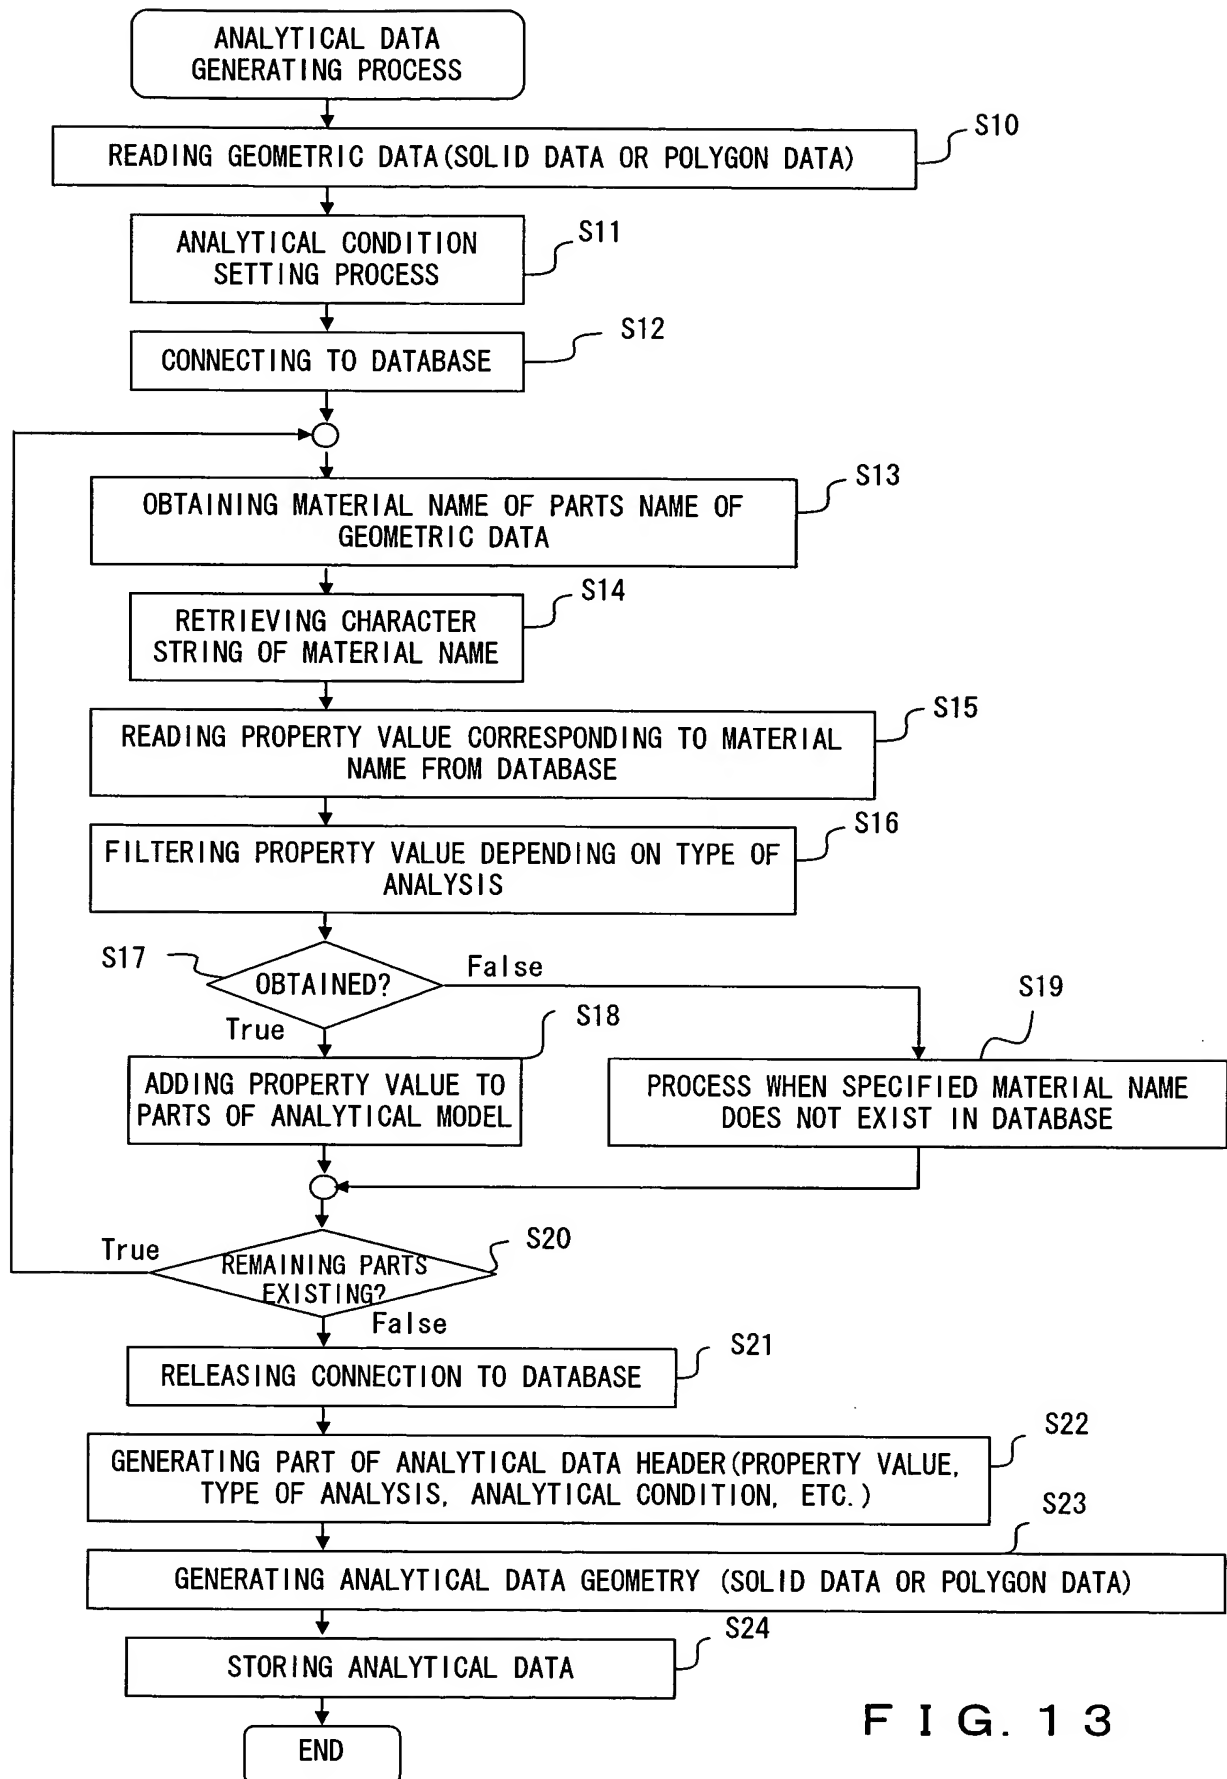 ANALYTICAL DATA
GENERATING PROCESS
S10
READING GEOMETRIC DATA(SOLID DATA OR POLYGON DATA)
S11
ANALYTICAL CONDITION
SETTING PROCESS
S12
CONNECTING TO DATABASE
S13
OBTAINING MATERIAL NAME OF PARTS NAME OF
GEOMETRIC DATA
S14
RETRIEVING CHARACTER
STRING OF MATERIAL NAME
S15
READING PROPERTY VALUE CORRESPONDING TO MATERIAL
NAME FROM DATABASE
S16
FILTERING PROPERTY VALUE DEPENDING ON TYPE OF
ANALYSIS
S17
OBTAINED?
False
True
S18
S19
ADDING PROPERTY VALUE TO
PARTS OF ANALYTICAL MODEL
PROCESS WHEN SPECIFIED MATERIAL NAME
DOES NOT EXIST IN DATABASE
True
S20
REMAINING PARTS
EXISTING?
False
S21
RELEASING CONNECTION TO DATABASE
S22
GENERATING PART OF ANALYTICAL DATA HEADER(PROPERTY VALUE,
TYPE OF ANALYSIS, ANALYTICAL CONDITION, ETC.)
S23
GENERATING ANALYTICAL DATA GEOMETRY (SOLID DATA OR POLYGON DATA)
S24
STORING ANALYTICAL DATA
END
FIG. 13